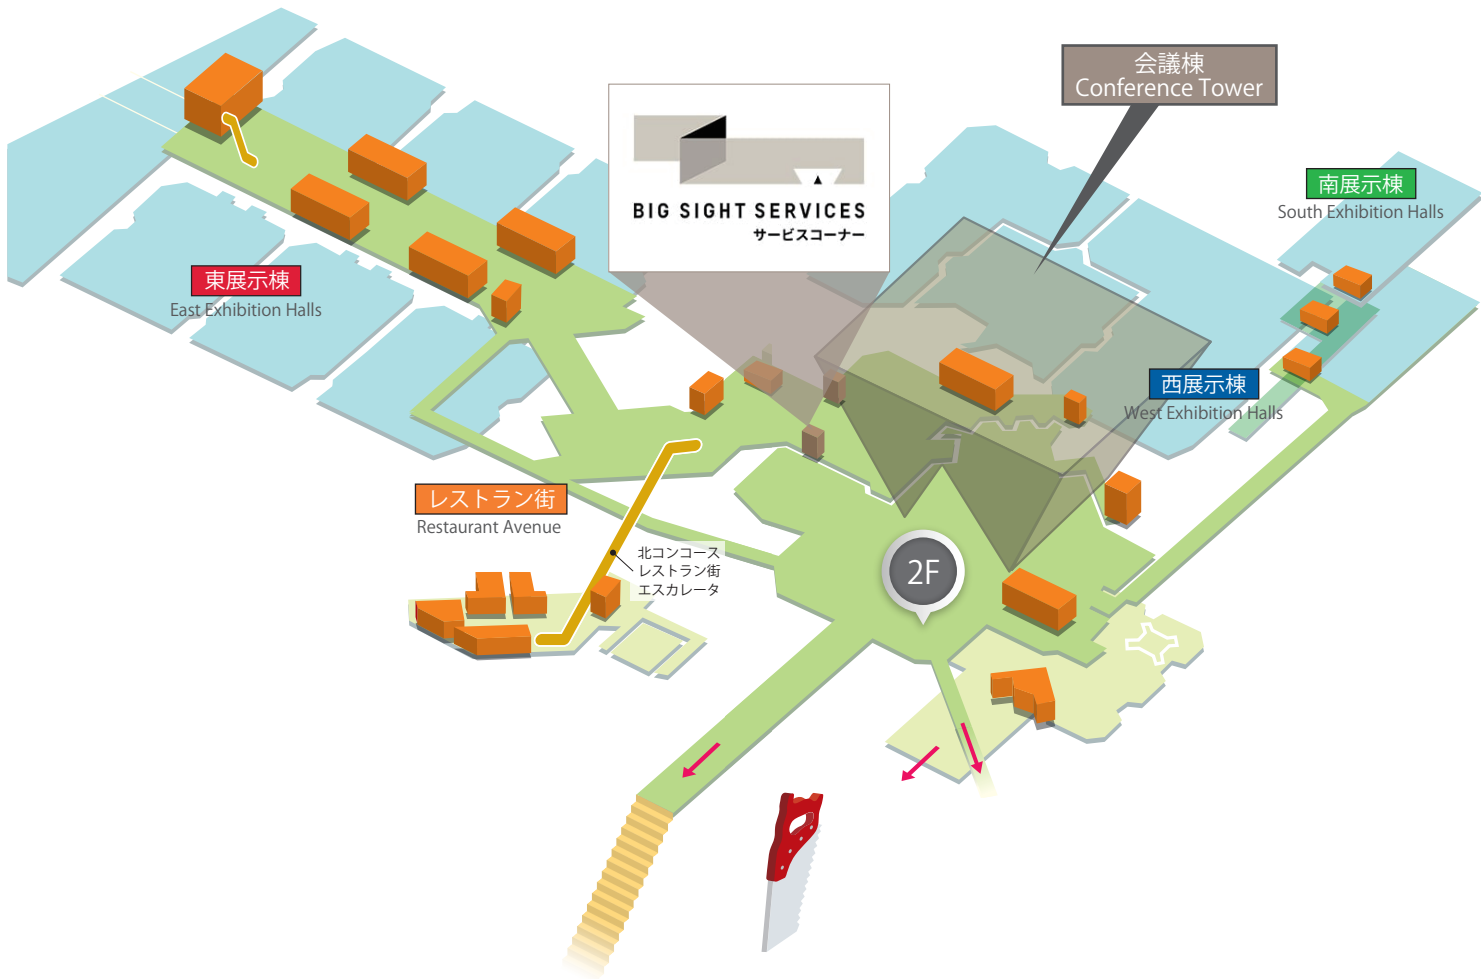 会議棟
Conference Tower
BIG SIGHT SERVICES
サービスコーナー
南展示棟
South Exhibition Halls
東展示棟
East Exhibition Halls
西展示棟
West Exhibition Halls
レストラン街
Restaurant Avenue
北コンコース
レストラン街
エスカレータ
2F